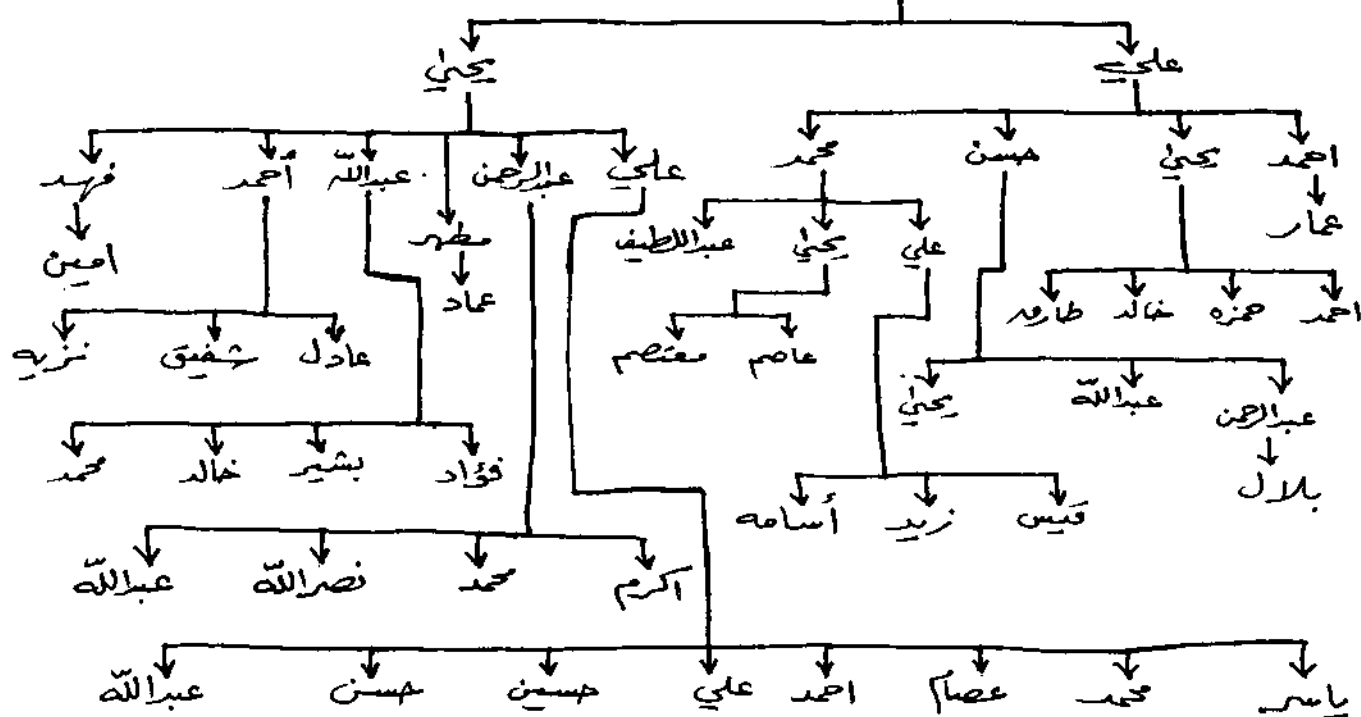 علي يحيى
احمد يحيى حسن محمد علي عبدالرحمن عبدالله أحمد فهد
عمار علي يحيى عبداللطيف مطهر امين
احمد حمزه خالد طارق عماد
عاصم معتصم عادل شفيق نزيه
عبدالرحمن عبدالله يحيى
بلال فؤاد بشير خالد محمد
قيس زيد أسامه
اكرم محمد نصرالله عبدالله
ياسر محمد عصام احمد علي حسين حسن عبدالله